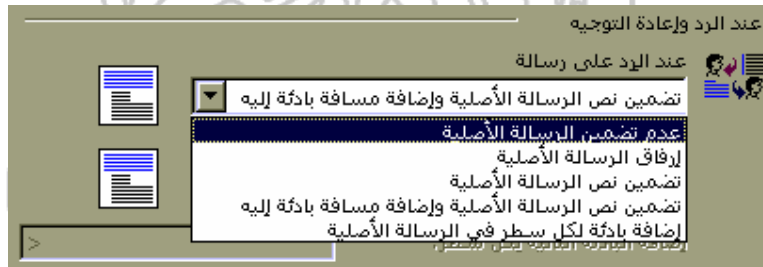 عند الرد وإعادة التوجيه
عند الرد على رسالة
تضمين نص الرسالة الأصلية وإضافة مسافة بادئة إليه
عدم تضمين الرسالة الأصلية
إرفاق الرسالة الأصلية
تضمين نص الرسالة الأصلية
تضمين نص الرسالة الأصلية وإضافة مسافة بادئة إليه
إضافة بادئة لكل سطر في الرسالة الأصلية
>